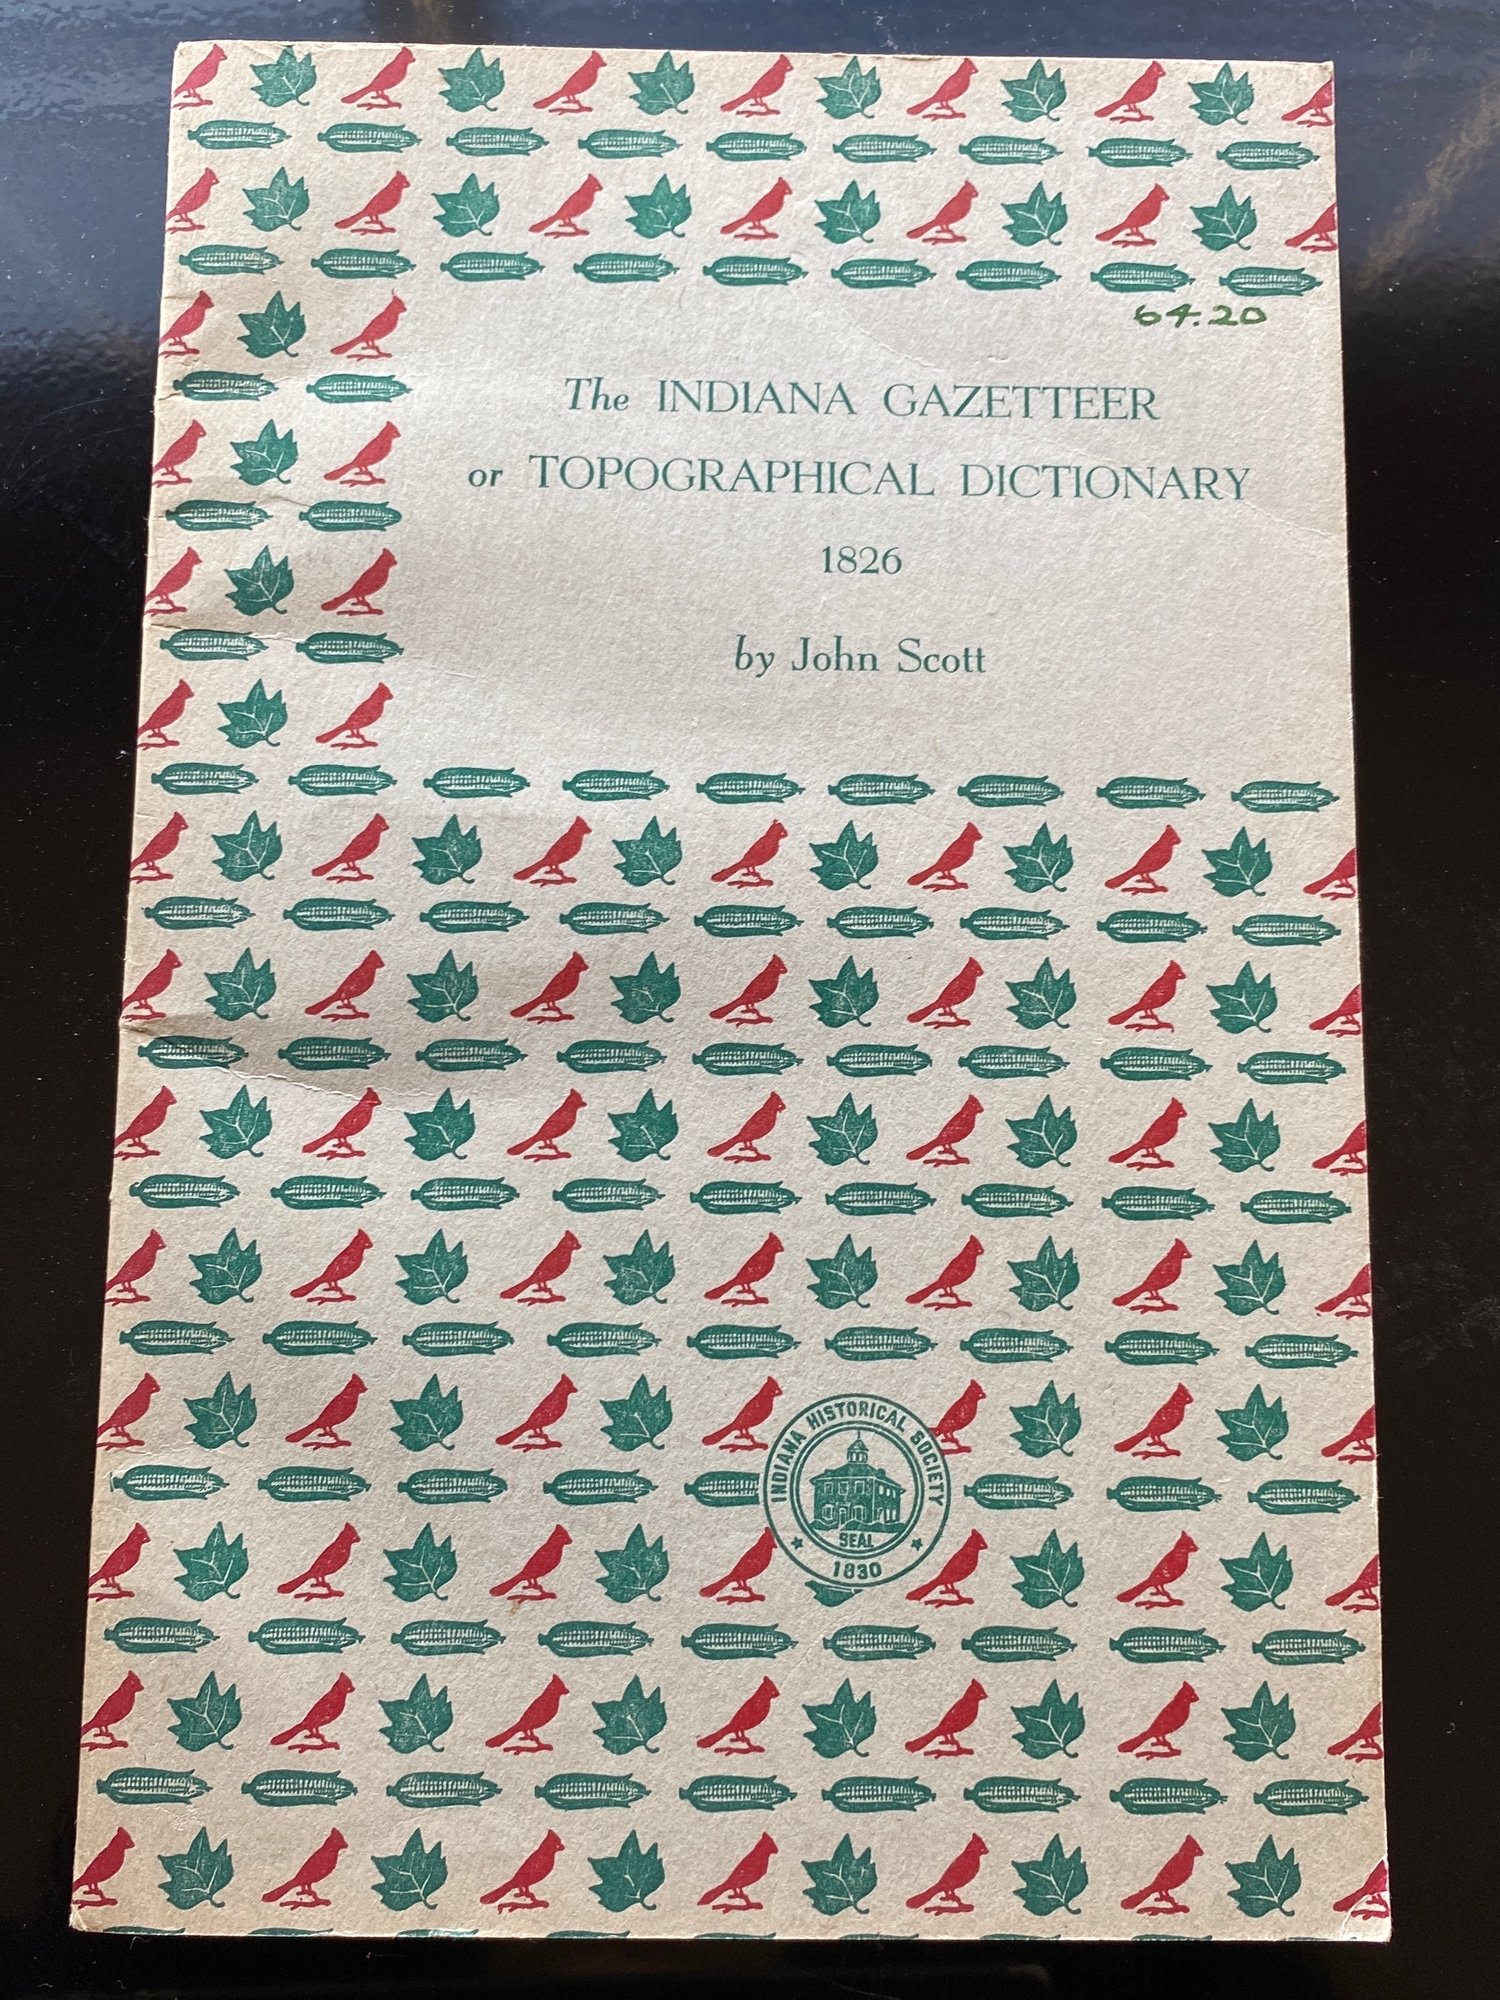 64.20
The INDIANA GAZETTEER
or TOPOGRAPHICAL DICTIONARY
1826
by John Scott
INDIANA HISTORICAL SOCIETY
SEAL
1830